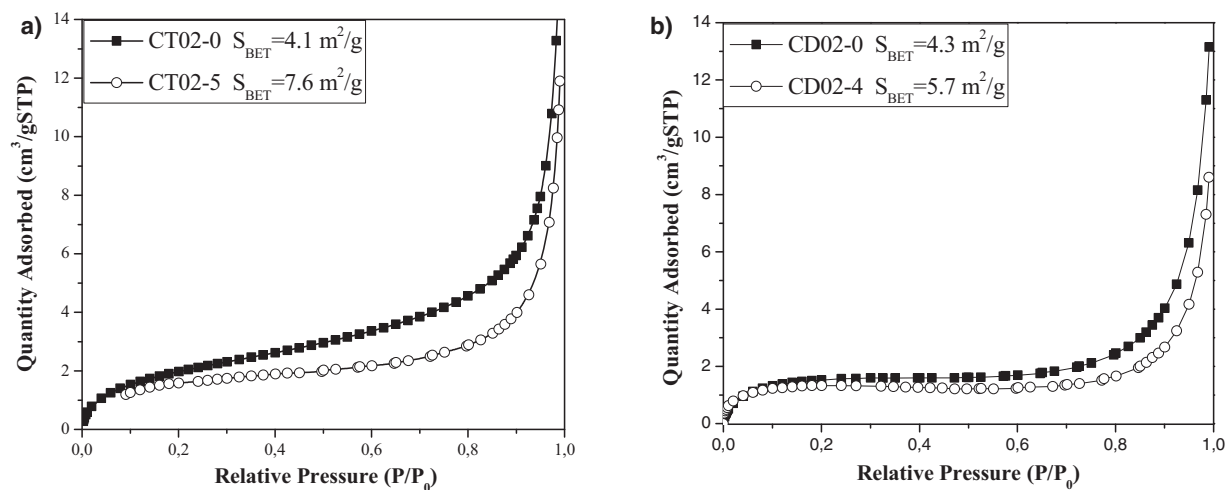 a)
CT02-0 S_BET=4.1 m²/g
CT02-5 S_BET=7.6 m²/g
Quantity Adsorbed (cm³/gSTP)
14
12
10
8
6
4
2
0
0,0 0,2 0,4 0,6 0,8 1,0
Relative Pressure (P/P₀)
b)
CD02-0 S_BET=4.3 m²/g
CD02-4 S_BET=5.7 m²/g
Quantity Adsorbed (cm³/gSTP)
14
12
10
8
6
4
2
0
0,0 0,2 0,4 0,6 0,8 1,0
Relative Pressure (P/P₀)